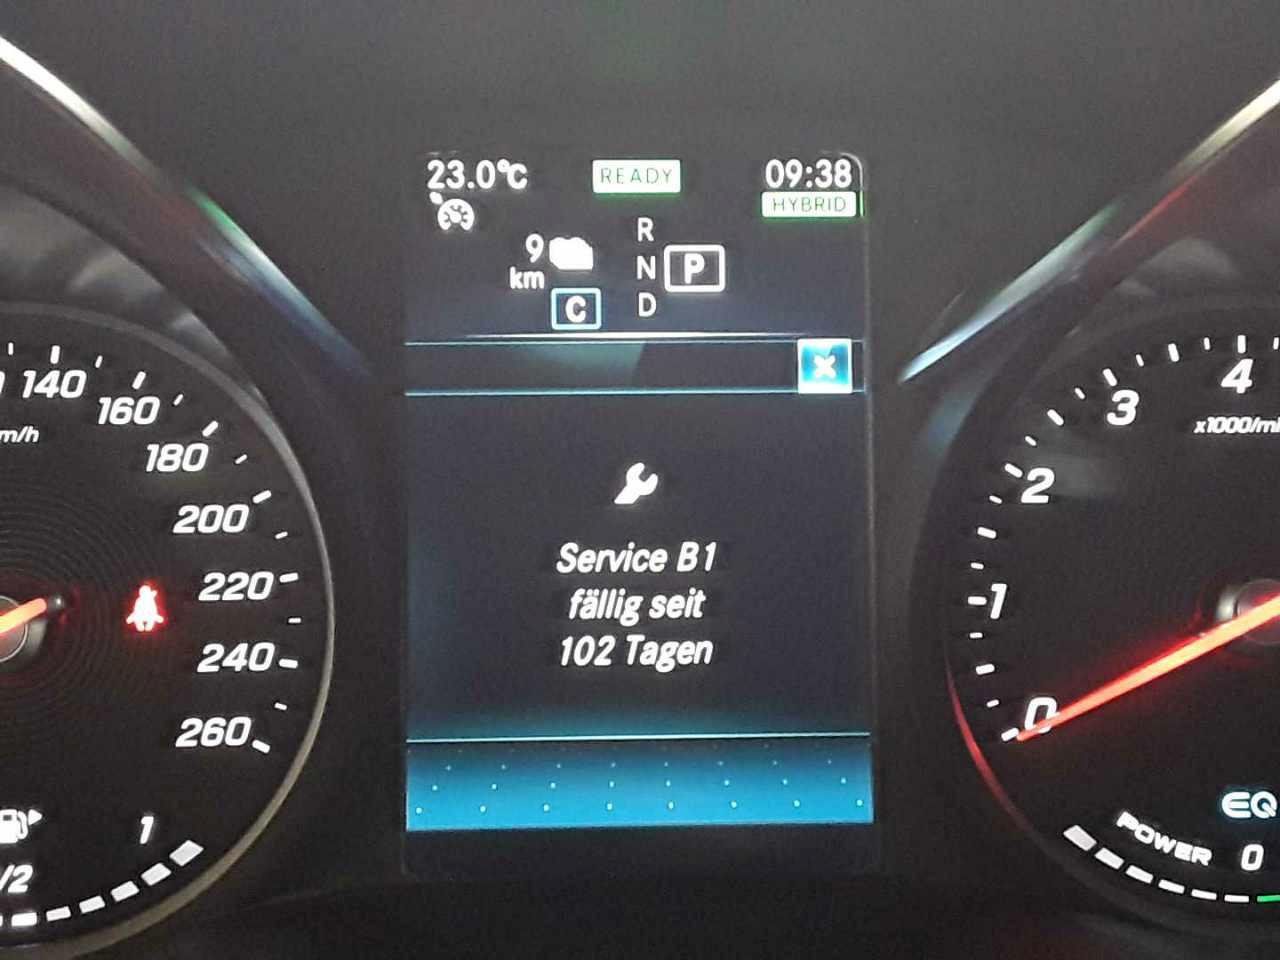 23.0°C
READY
09:38
HYBRID
9
km
R
N
D
P
C
140
160
180
200
220
240
260
1
/2
Service B1
fällig seit
102 Tagen
4
3
2
1
0
x1000/mi
EQ
POWER
0